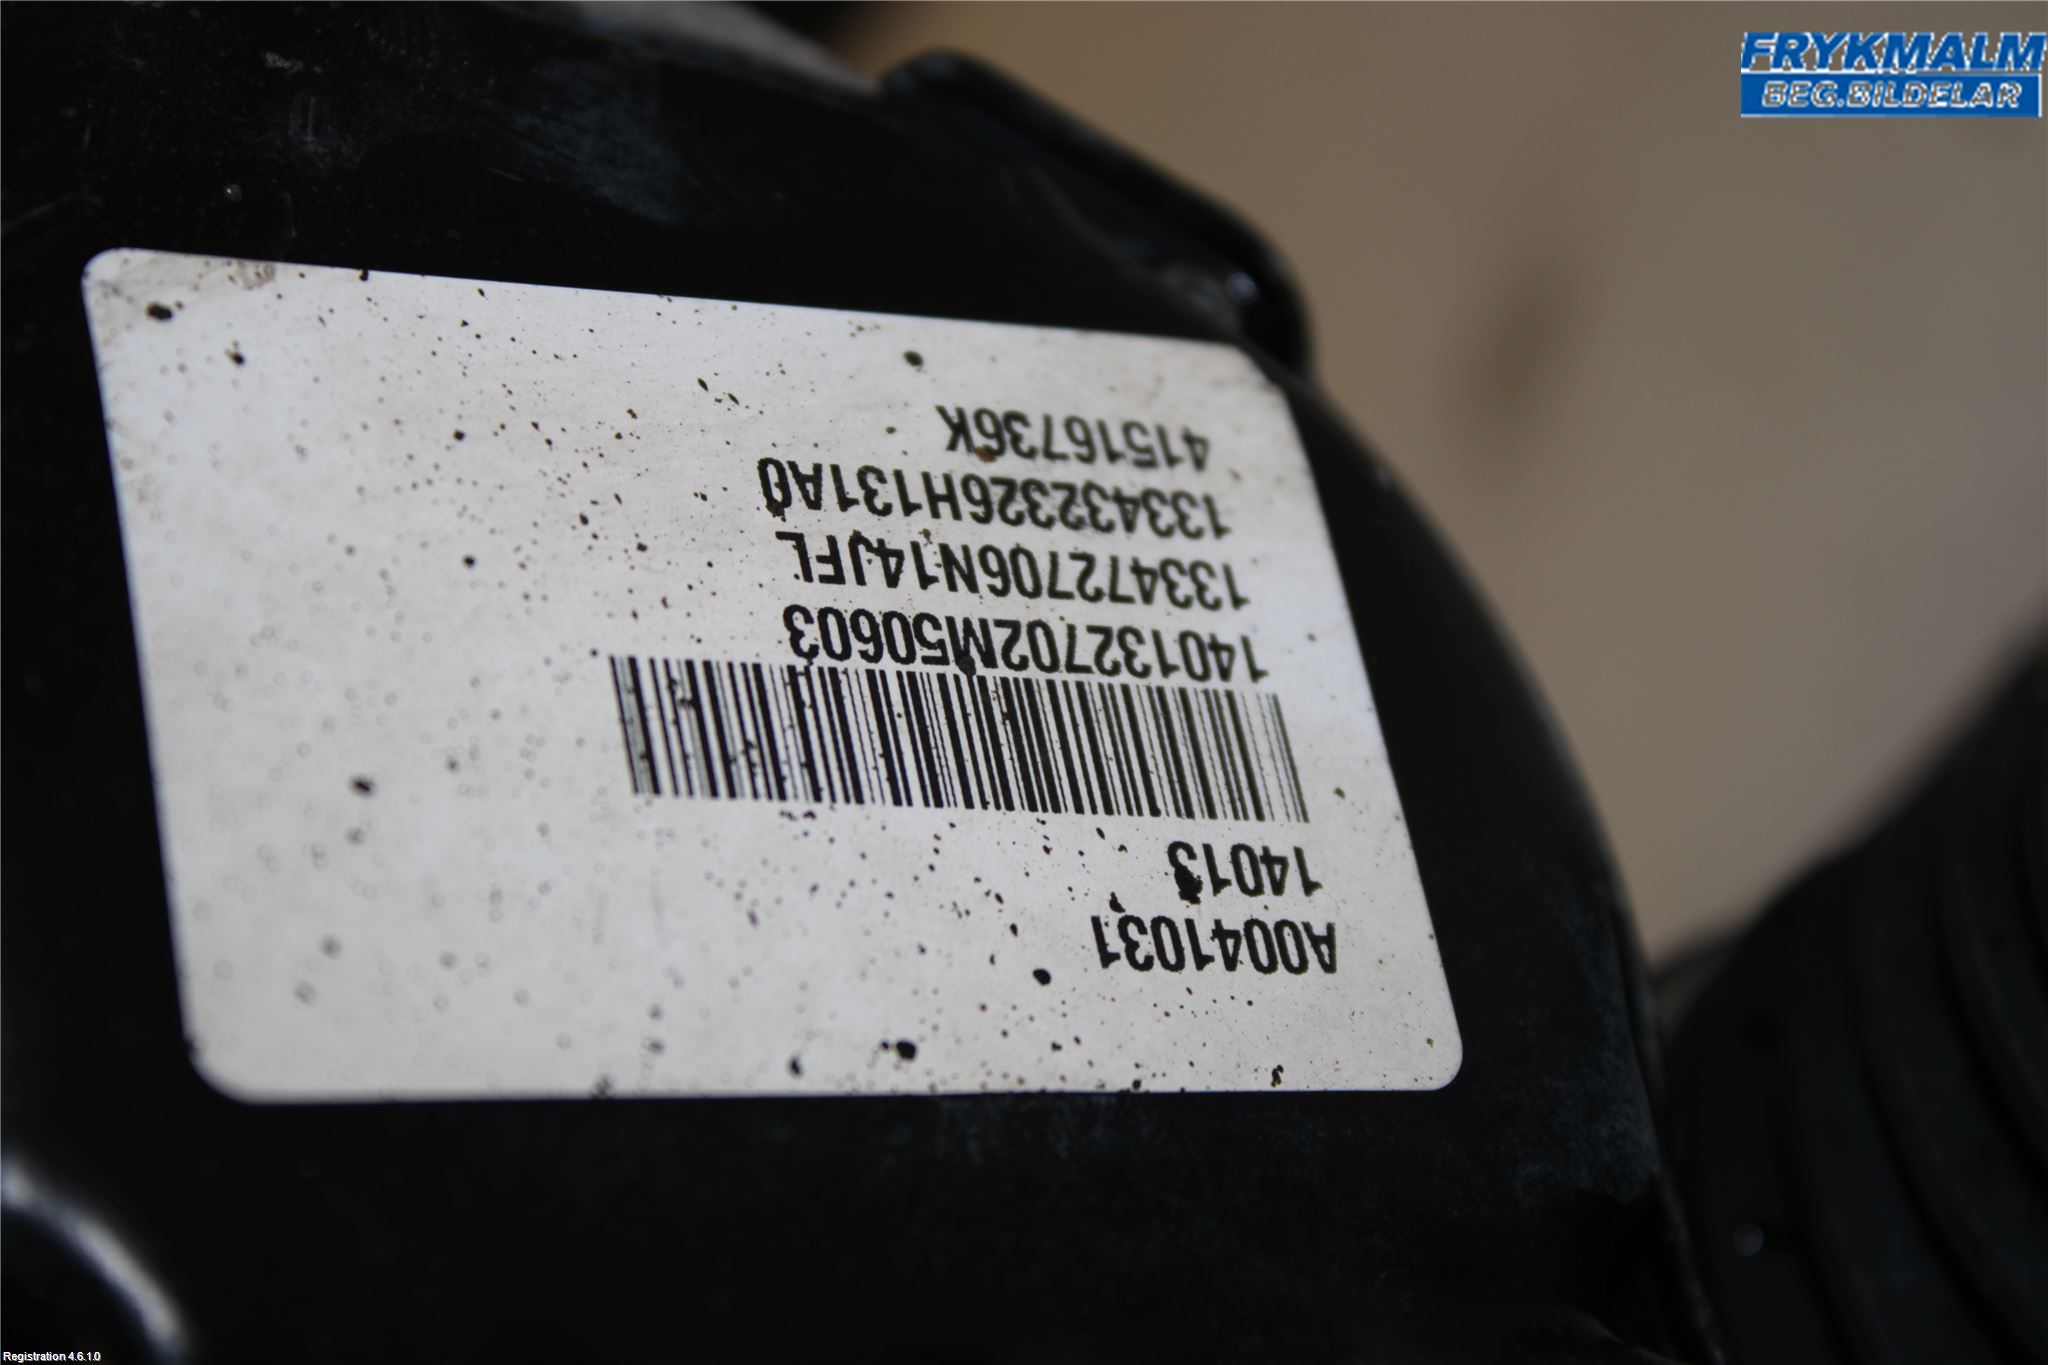 FRYKMALM
BEG.BILDELAR
A0041031
14013
140132702M50603
133472706N14JFL
133432326H131A0
41516736K
Registration 4.6.1.0